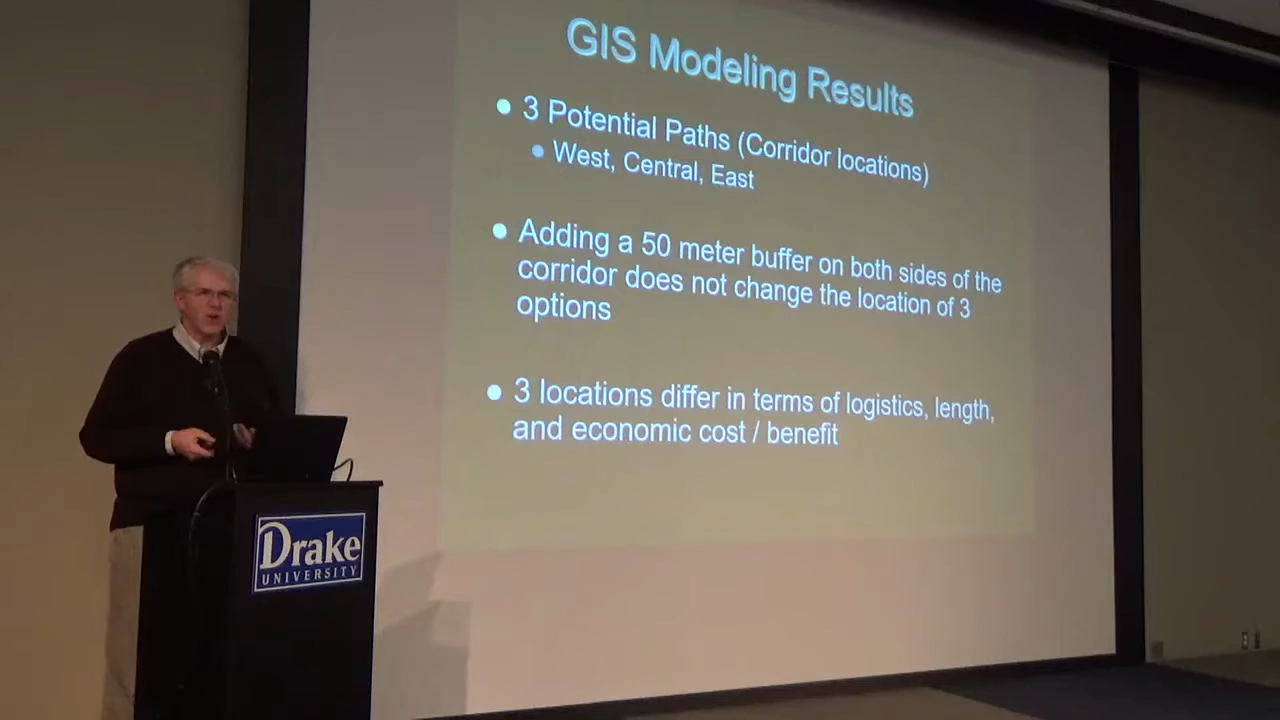 GIS Modeling Results
• 3 Potential Paths (Corridor locations)
• West, Central, East
• Adding a 50 meter buffer on both sides of the
corridor does not change the location of 3
options
• 3 locations differ in terms of logistics, length,
and economic cost / benefit
Drake
UNIVERSITY